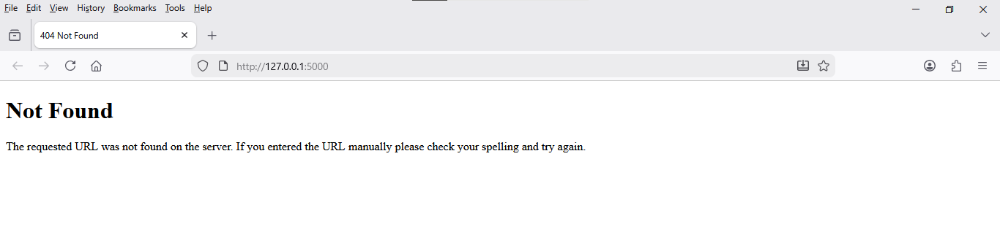 File Edit View History Bookmarks Tools Help
404 Not Found
http://127.0.0.1:5000
Not Found
The requested URL was not found on the server. If you entered the URL manually please check your spelling and try again.